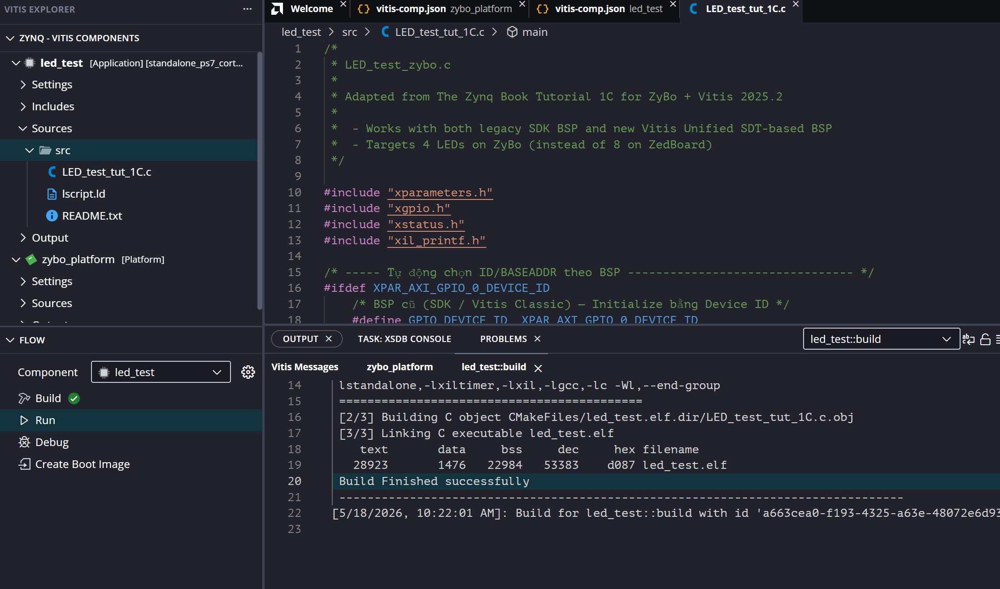 VITIS EXPLORER
ZYNQ - VITIS COMPONENTS
led_test [Application] [standalone_ps7_cort...
Settings
Includes
Sources
src
LED_test_tut_1C.c
lscript.ld
README.txt
Output
zybo_platform [Platform]
Settings
Sources
FLOW
Component led_test
Build
Run
Debug
Create Boot Image
Welcome vitis-comp.json zybo_platform vitis-comp.json led_test LED_test_tut_1C.c
led_test > src > LED_test_tut_1C.c > main
1 /*
2 * LED_test_zybo.c
3 *
4 * Adapted from The Zynq Book Tutorial 1C for ZyBo + Vitis 2025.2
5 *
6 * - Works with both legacy SDK BSP and new Vitis Unified SDT-based BSP
7 * - Targets 4 LEDs on ZyBo (instead of 8 on ZedBoard)
8 */
9
10 #include "xparameters.h"
11 #include "xgpio.h"
12 #include "xstatus.h"
13 #include "xil_printf.h"
14
15 /* ----- Tự động chọn ID/BASEADDR theo BSP -------------------------------- */
16 #ifdef XPAR_AXI_GPIO_0_DEVICE_ID
17 /* BSP cũ (SDK / Vitis Classic) — Initialize bằng Device ID */
18 #define GPIO_DEVICE_ID XPAR_AXI_GPIO_0_DEVICE_ID
OUTPUT TASK: XSDB CONSOLE PROBLEMS led_test::build
Vitis Messages zybo_platform led_test::build
14 lstandalone,-lxiltimer,-lxil,-lgcc,-lc -Wl,--end-group
15 ===========================================
16 [2/3] Building C object CMakeFiles/led_test.elf.dir/LED_test_tut_1C.c.obj
17 [3/3] Linking C executable led_test.elf
18 text data bss dec hex filename
19 28923 1476 22984 53383 d087 led_test.elf
20 Build Finished successfully
21 --------------------------------------------------------------------------------
22 [5/18/2026, 10:22:01 AM]: Build for led_test::build with id 'a663cea0-f193-4325-a63e-48072e6d93
23